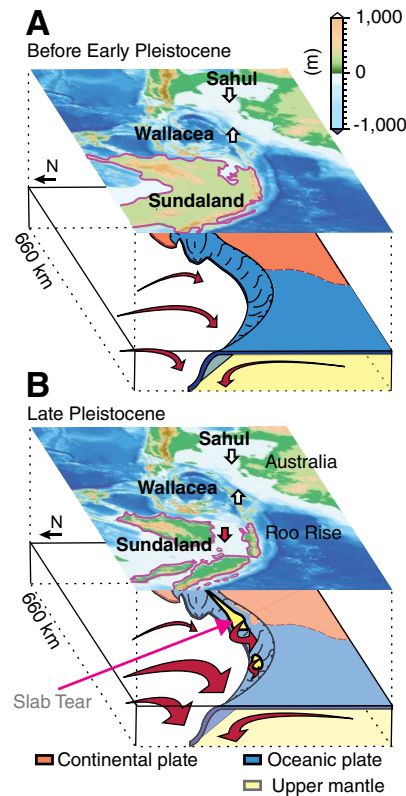 A
Before Early Pleistocene
1,000
(m)
0
-1,000
Sahul
Wallacea
N
Sundaland
660 km
B
Late Pleistocene
Sahul
Australia
Wallacea
N
Sundaland
Roo Rise
660 km
Slab Tear
Continental plate
Oceanic plate
Upper mantle